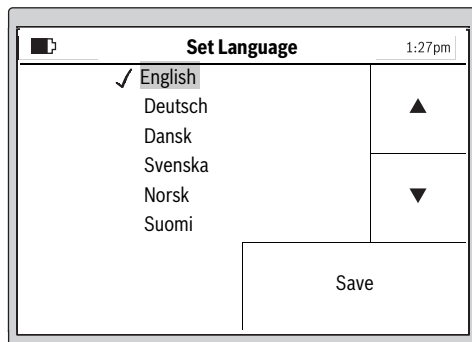 Set Language
1:27pm
English
Deutsch
Dansk
Svenska
Norsk
Suomi
Save